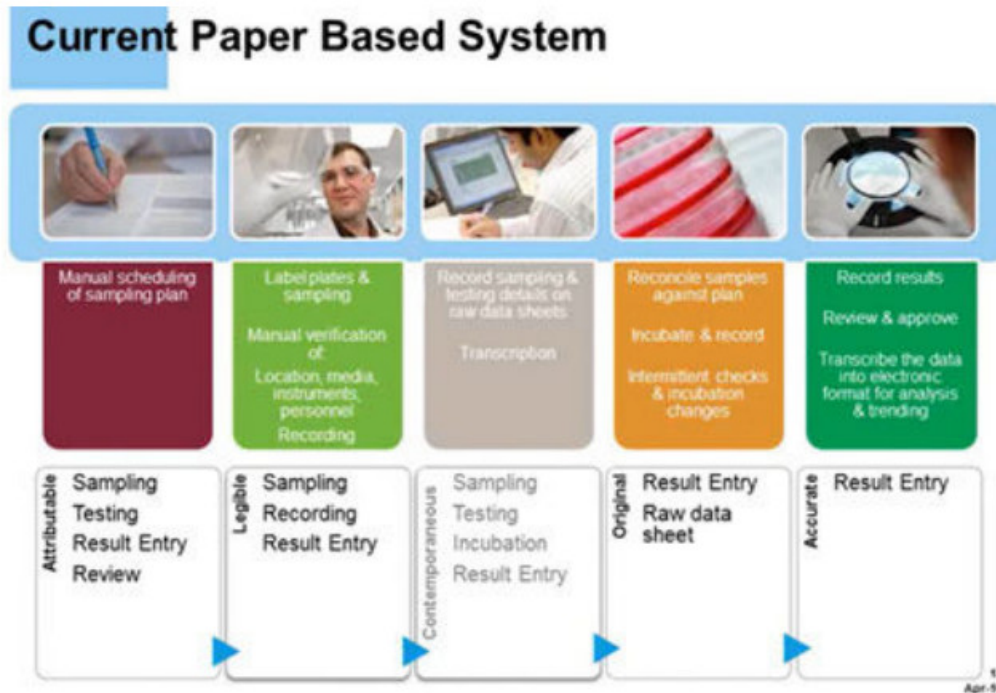 Current Paper Based System
Manual scheduling
of sampling plan
Label plates &
sampling
Manual verification
of:
Location, media,
instruments,
personnel
Recording
Record sampling &
testing details on
raw data sheets
Transcription
Reconcile samples
against plan
Incubate & record
Intermittent checks
& incubation
changes
Record results
Review & approve
Transcribe the data
into electronic
format for analysis
& trending
Attributable
Sampling
Testing
Result Entry
Review
Legible
Sampling
Recording
Result Entry
Contemporaneous
Sampling
Testing
Incubation
Result Entry
Original
Result Entry
Raw data
sheet
Accurate
Result Entry